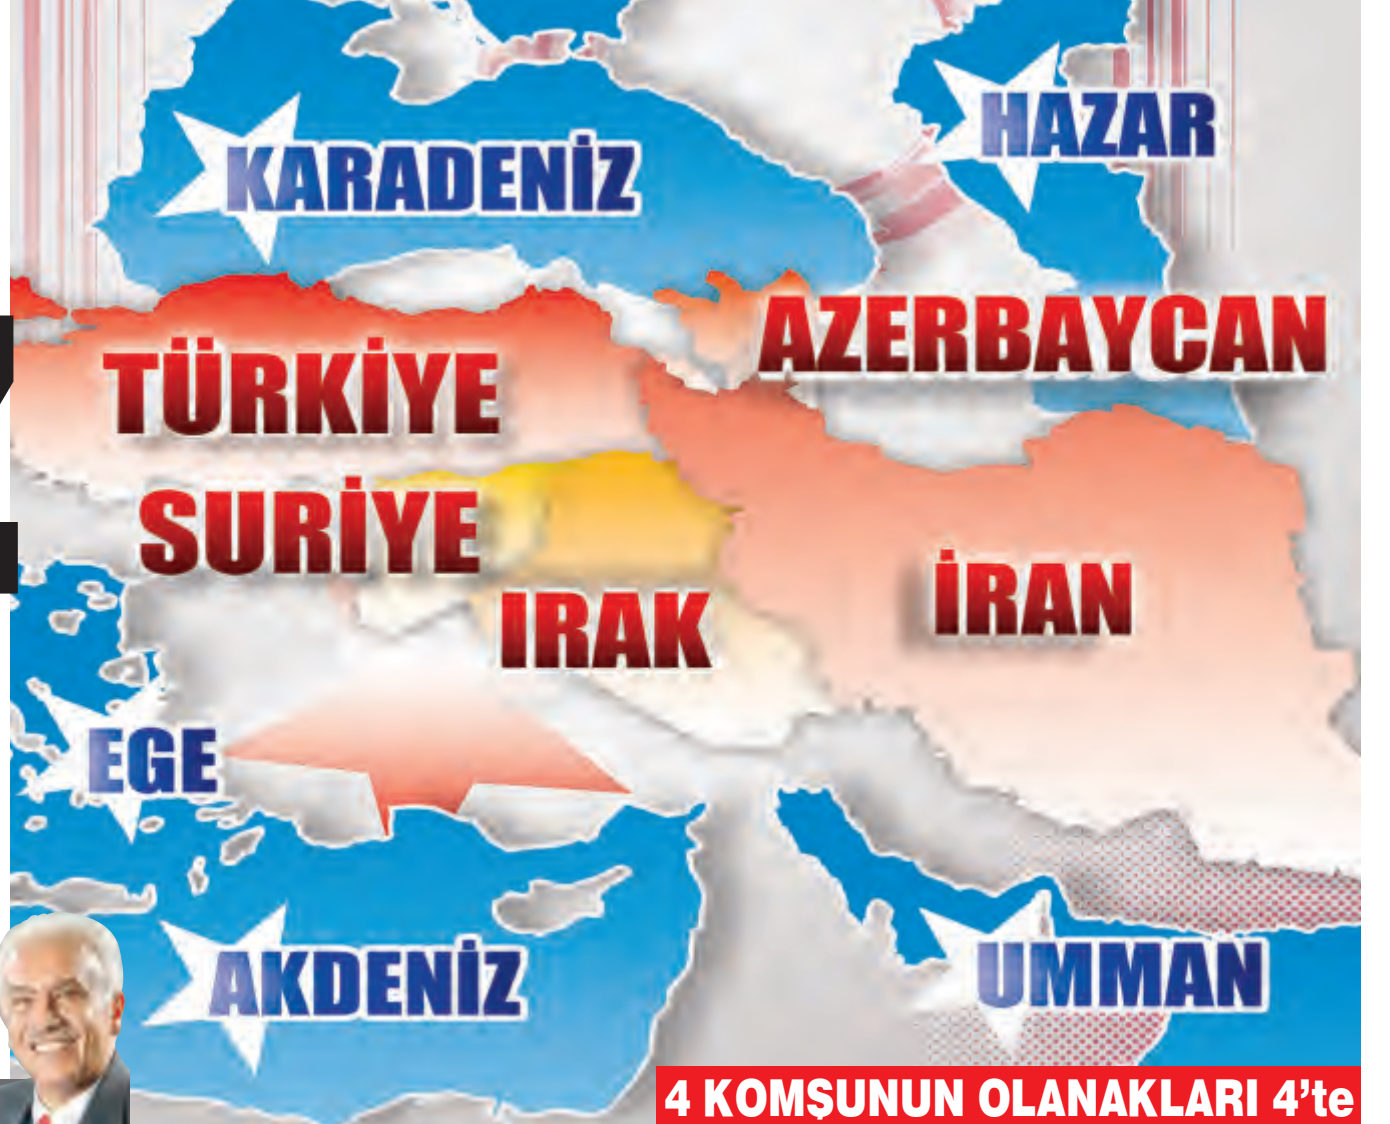 HAZAR
KARADENİZ
AZERBAYCAN
TÜRKİYE
SURİYE
İRAN
IRAK
EGE
AKDENİZ
UMMAN
4 KOMŞUNUN OLANAKLARI 4’te